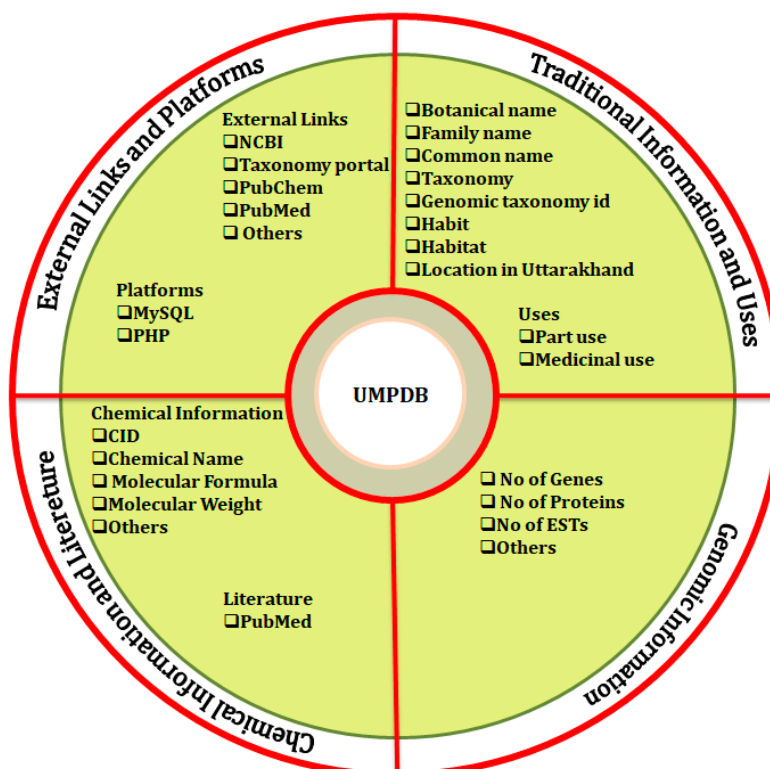 External Links and Platforms
External Links
❑NCBI
❑Taxonomy portal
❑PubChem
❑PubMed
❑ Others
Platforms
❑MySQL
❑PHP
Traditional Information and Uses
❑Botanical name
❑Family name
❑Common name
❑Taxonomy
❑Genomic taxonomy id
❑Habit
❑Habitat
❑Location in Uttarakhand
Uses
❑Part use
❑Medicinal use
UMPDB
Chemical Information and Litereture
Chemical Information
❑CID
❑Chemical Name
❑ Molecular Formula
❑Molecular Weight
❑Others
Literature
❑PubMed
Genomic Information
❑ No of Genes
❑ No of Proteins
❑No of ESTs
❑Others